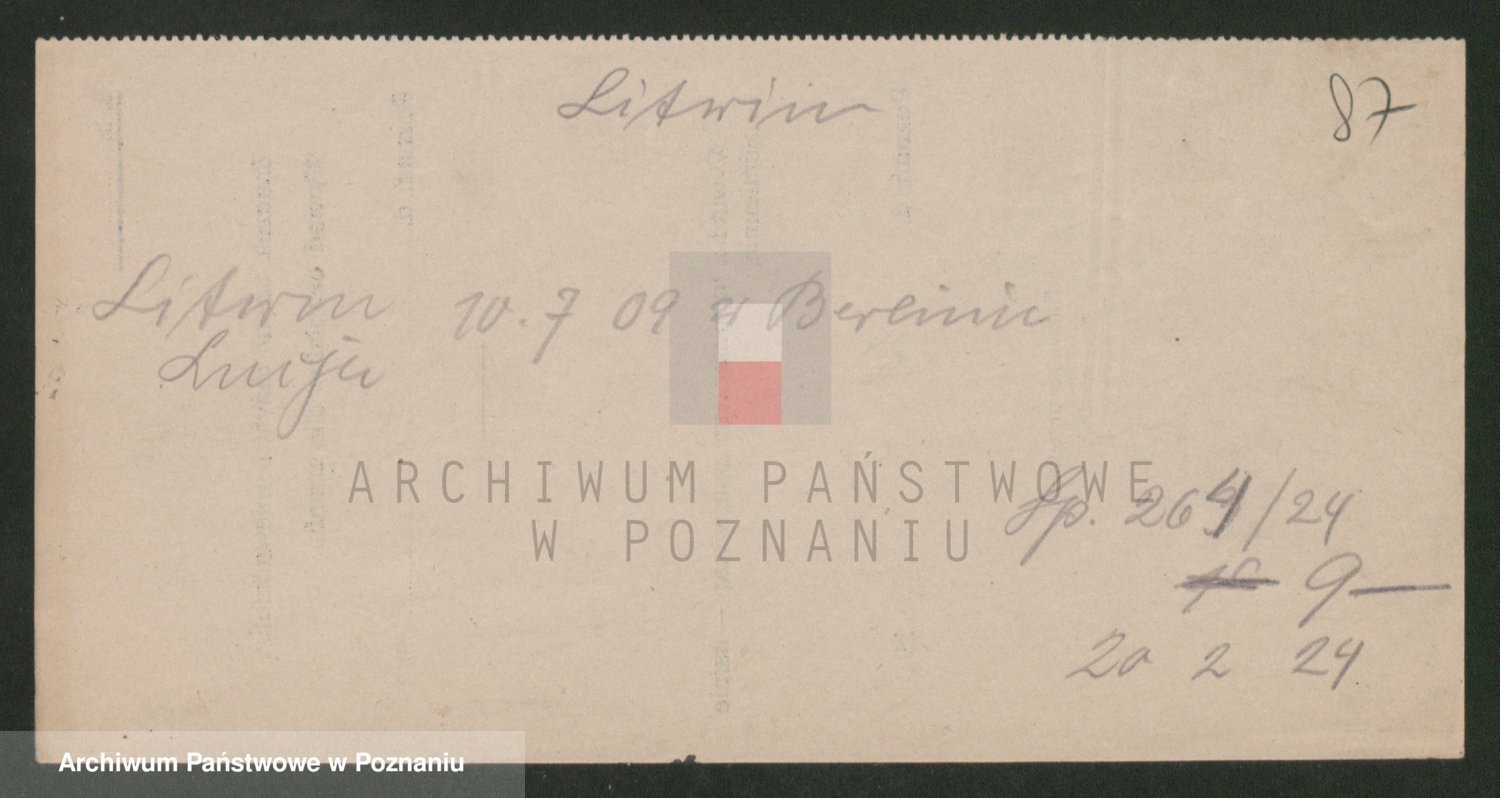 87
Litwin
Litwin 10.7 09 w Berlinie
Luisja
Sp. 264/24
9—
20 2 24
ARCHIWUM PAŃSTWOWE
W POZNANIU
Archiwum Państwowe w Poznaniu